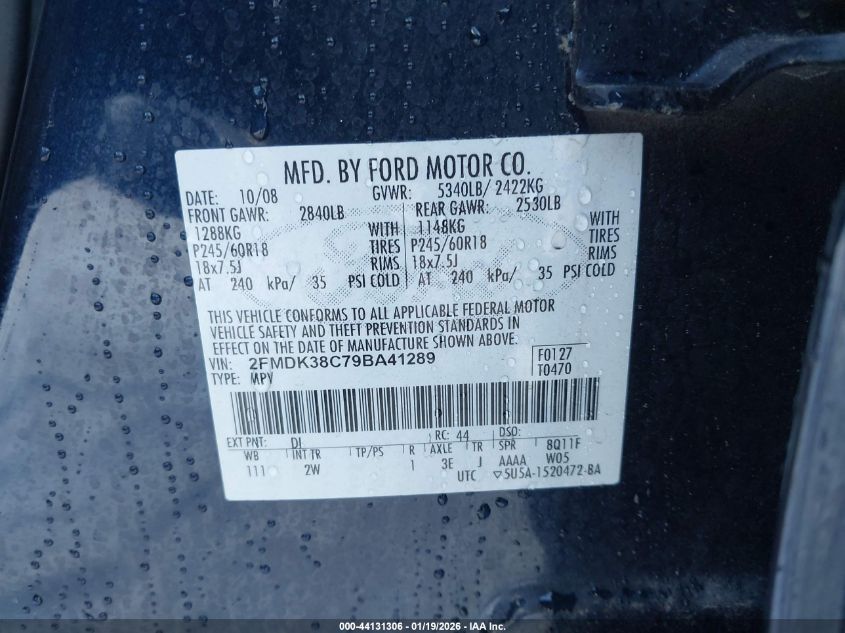 MFD. BY FORD MOTOR CO.
DATE: 10/08 GVWR: 5340LB/ 2422KG
FRONT GAWR: 2840LB REAR GAWR: 2530LB
1288KG WITH 1148KG WITH
P245/60R18 TIRES P245/60R18 TIRES
18x7.5J RIMS 18x7.5J RIMS
AT 240 kPa/ 35 PSI COLD AT 240 kPa/ 35 PSI COLD
THIS VEHICLE CONFORMS TO ALL APPLICABLE FEDERAL MOTOR
VEHICLE SAFETY AND THEFT PREVENTION STANDARDS IN
EFFECT ON THE DATE OF MANUFACTURE SHOWN ABOVE.
VIN: 2FMDK38C79BA41289 F0127
TYPE: MPV T0470
EXT PNT: DI RC: 44 DSO:
WB INT TR TP/PS R AXLE TR SPR 8Q11F
111 2W 1 3E J AAAA W05
UTC ▽5U5A-1520472-BA
000-44131306 - 01/19/2026 - IAA Inc.